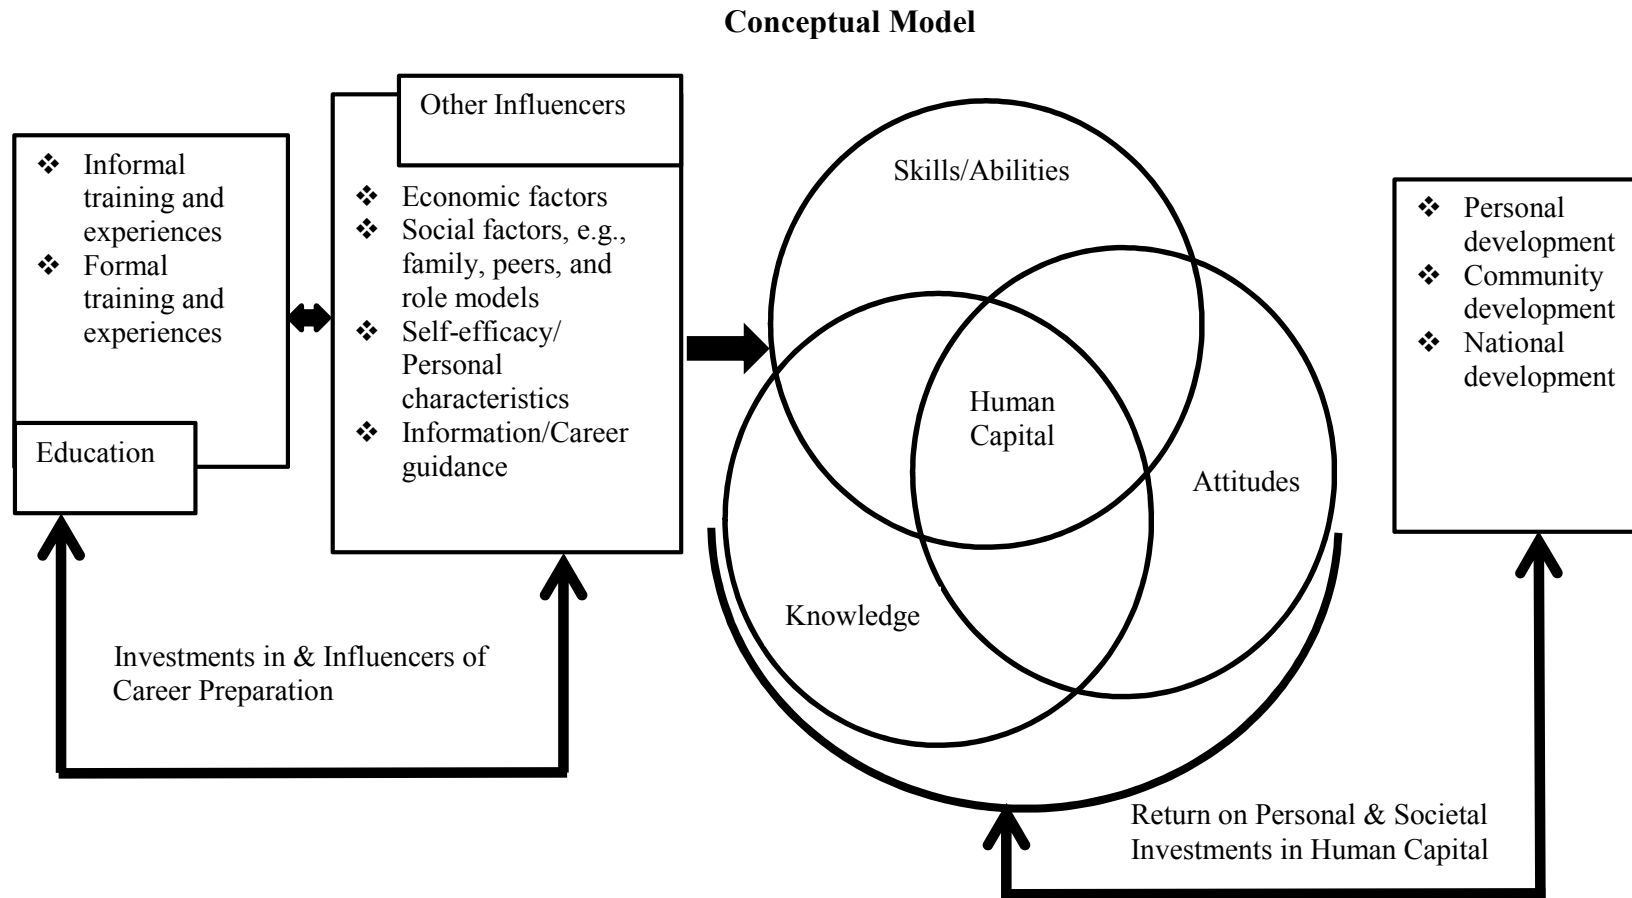 Conceptual Model
❖ Informal
training and
experiences
❖ Formal
training and
experiences
Education
Other Influencers
❖ Economic factors
❖ Social factors, e.g.,
family, peers, and
role models
❖ Self-efficacy/
Personal
characteristics
❖ Information/Career
guidance
Investments in & Influencers of
Career Preparation
Skills/Abilities
Human
Capital
Attitudes
Knowledge
❖ Personal
development
❖ Community
development
❖ National
development
Return on Personal & Societal
Investments in Human Capital